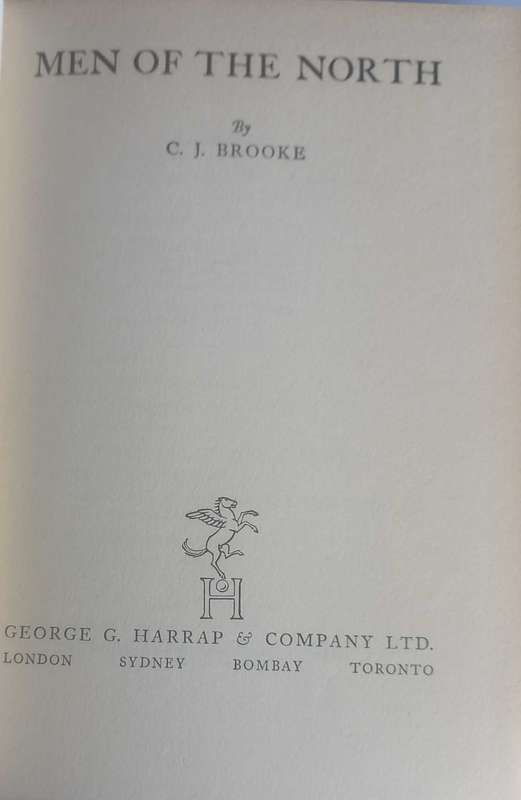 MEN OF THE NORTH
By
C. J. BROOKE
H
GEORGE G. HARRAP & COMPANY LTD.
LONDON SYDNEY BOMBAY TORONTO